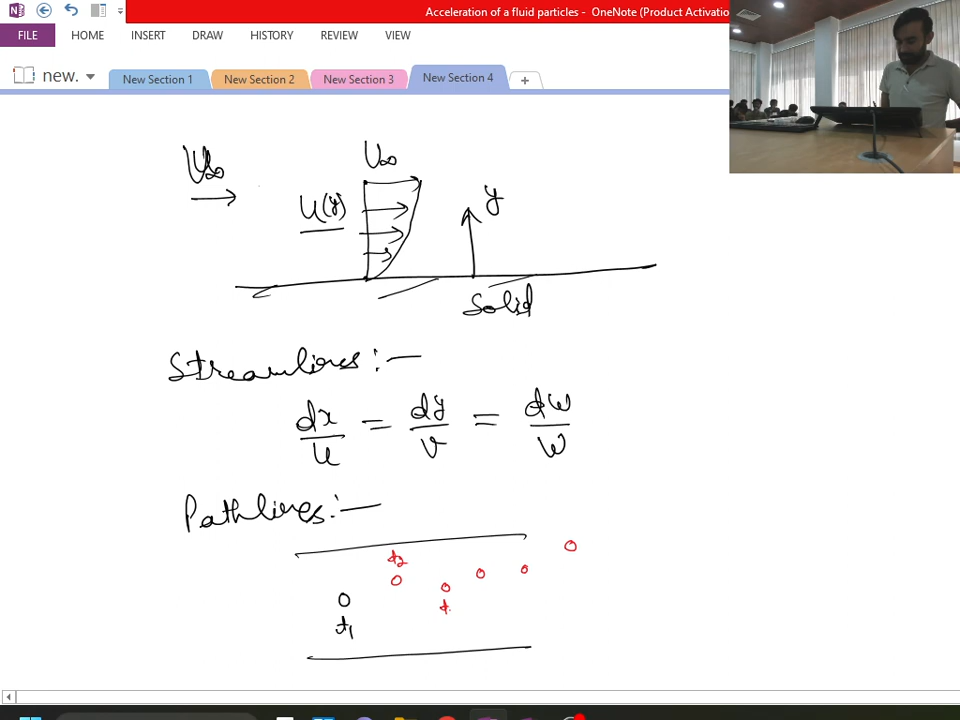 Acceleration of a fluid particles - OneNote (Product Activatio
FILE HOME INSERT DRAW HISTORY REVIEW VIEW
new. New Section 1 New Section 2 New Section 3 New Section 4 +
U∞ U∞
u(y) y
Solid
Streamlines:-
dx/u = dy/v = dw/w
Pathlines:-
t2
t1 t